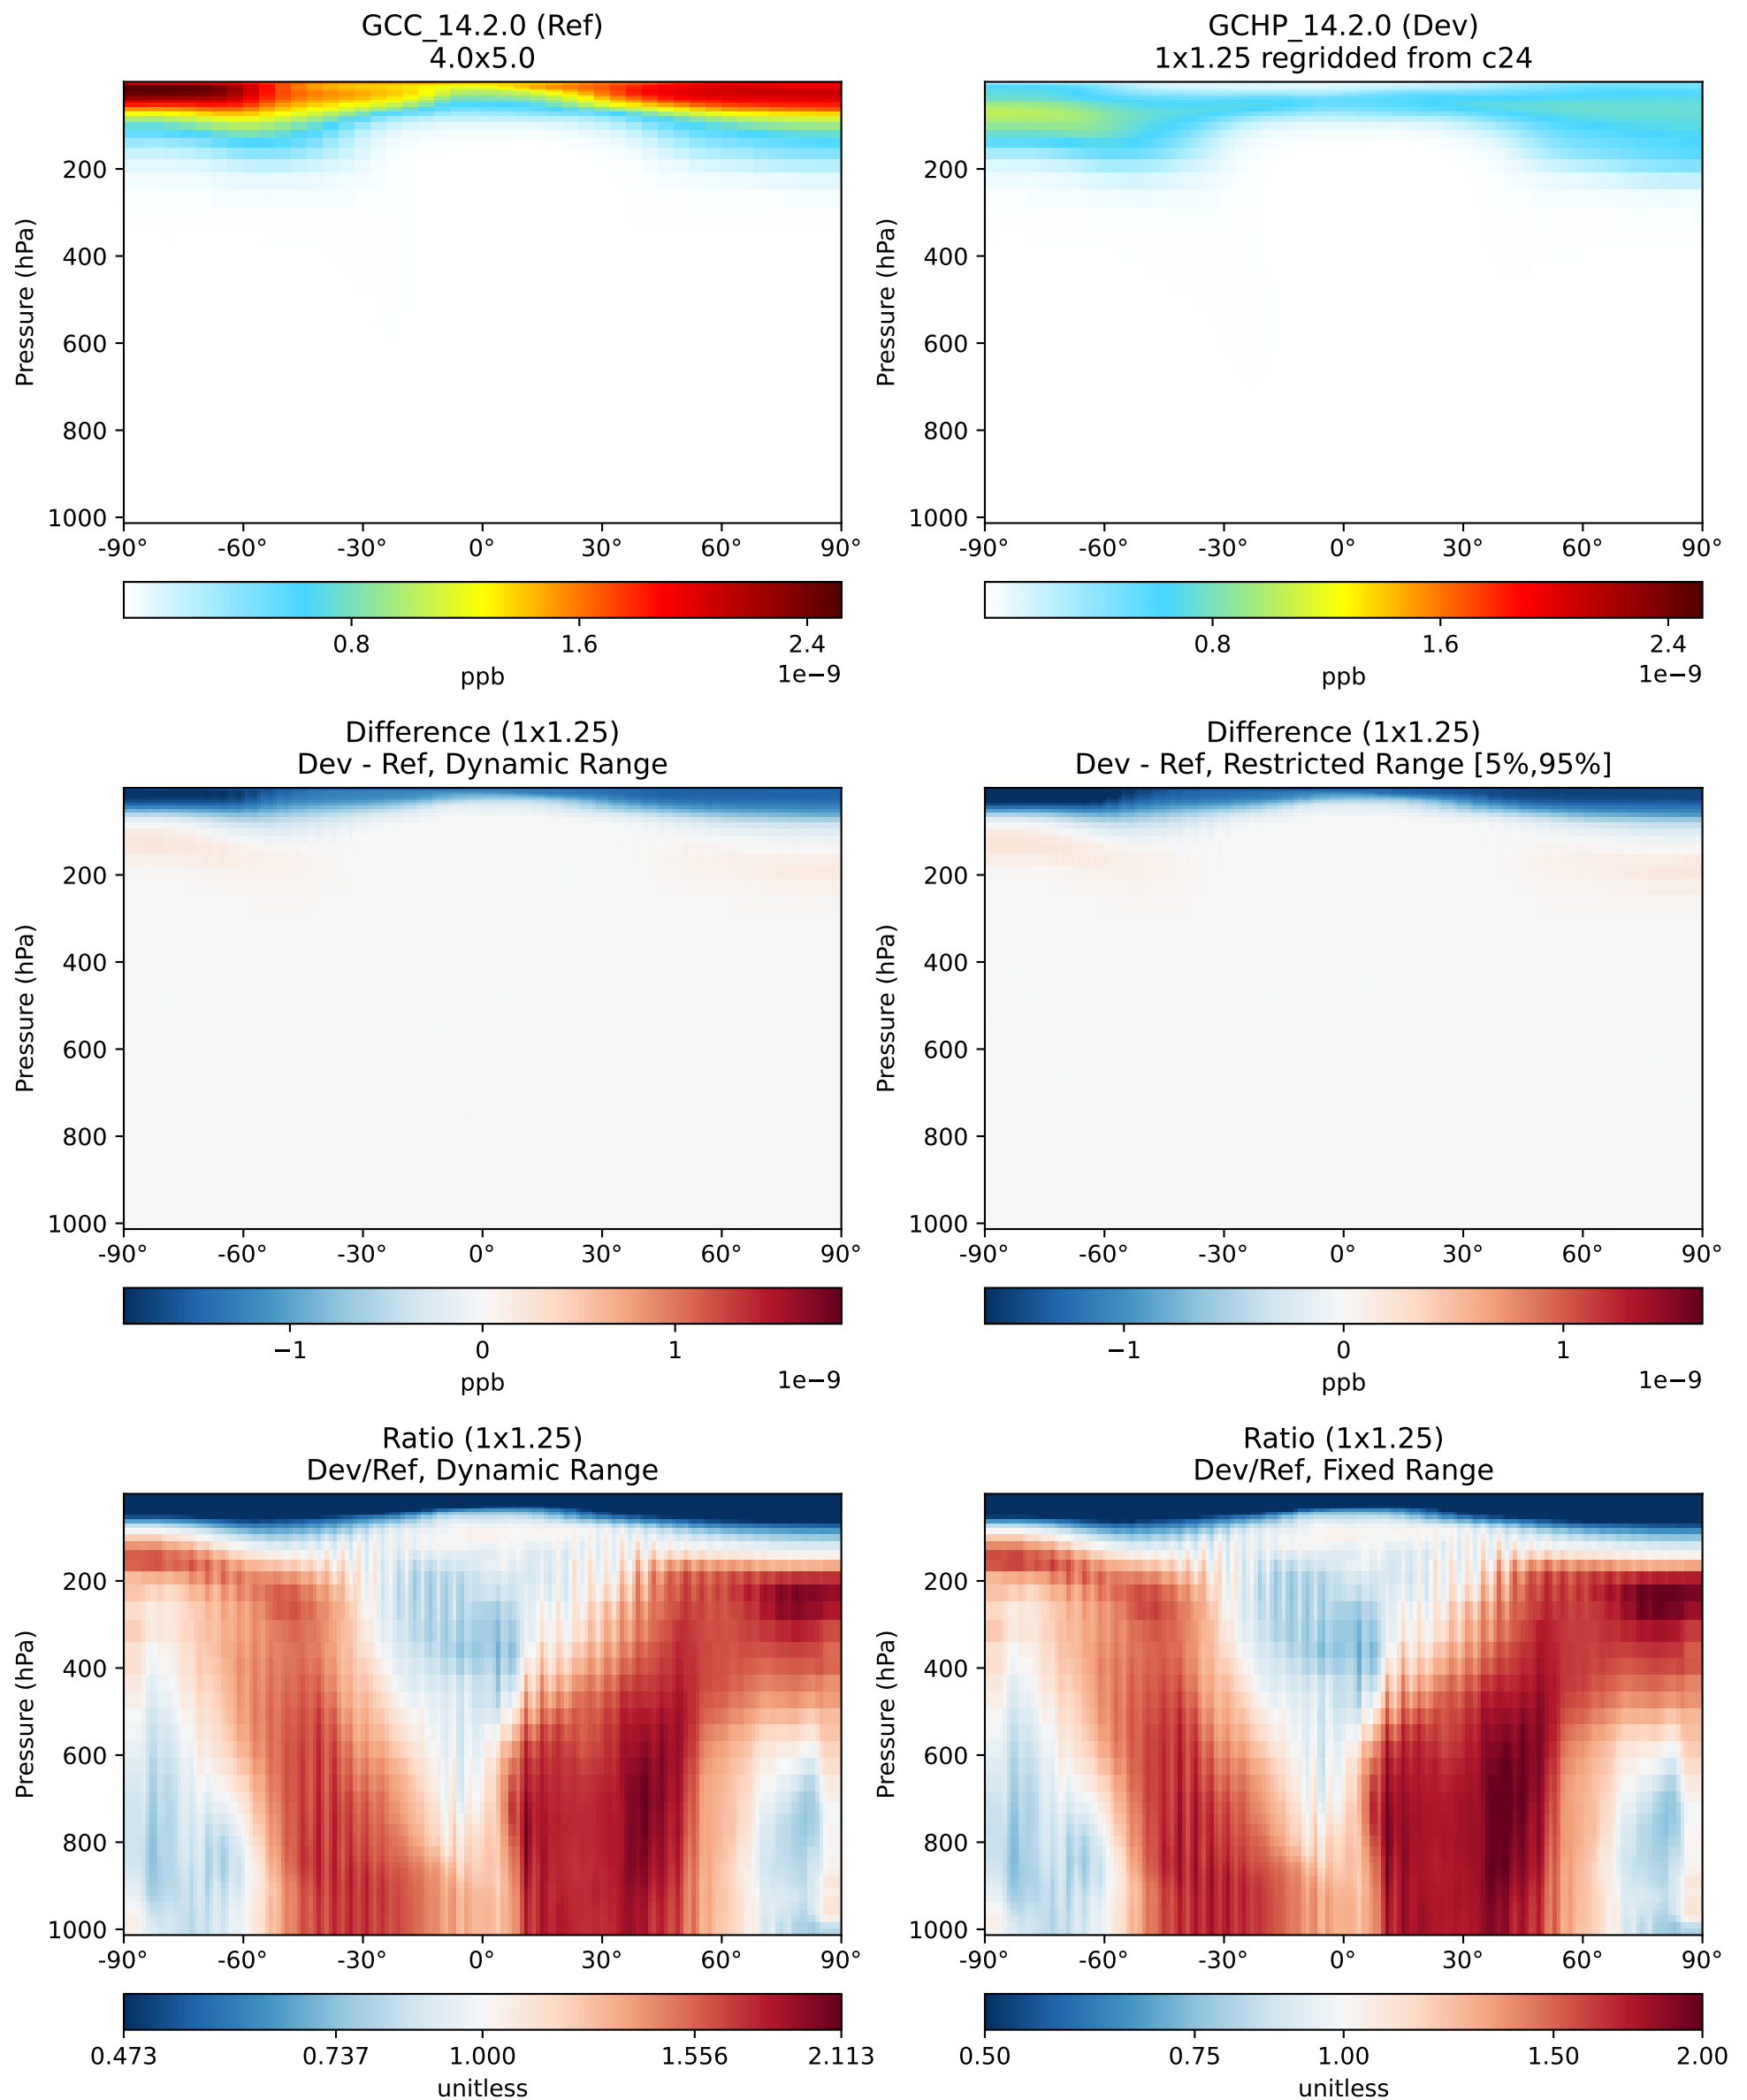 GCC_14.2.0 (Ref)
4.0x5.0
Pressure (hPa)
200
400
600
800
1000
-90° -60° -30° 0° 30° 60° 90°
0.8 1.6 2.4
ppb
1e−9
GCHP_14.2.0 (Dev)
1x1.25 regridded from c24
Pressure (hPa)
200
400
600
800
1000
-90° -60° -30° 0° 30° 60° 90°
0.8 1.6 2.4
ppb
1e−9
Difference (1x1.25)
Dev - Ref, Dynamic Range
Pressure (hPa)
200
400
600
800
1000
-90° -60° -30° 0° 30° 60° 90°
−1 0 1
ppb
1e−9
Difference (1x1.25)
Dev - Ref, Restricted Range [5%,95%]
Pressure (hPa)
200
400
600
800
1000
-90° -60° -30° 0° 30° 60° 90°
−1 0 1
ppb
1e−9
Ratio (1x1.25)
Dev/Ref, Dynamic Range
Pressure (hPa)
200
400
600
800
1000
-90° -60° -30° 0° 30° 60° 90°
0.473 0.737 1.000 1.556 2.113
unitless
Ratio (1x1.25)
Dev/Ref, Fixed Range
Pressure (hPa)
200
400
600
800
1000
-90° -60° -30° 0° 30° 60° 90°
0.50 0.75 1.00 1.50 2.00
unitless